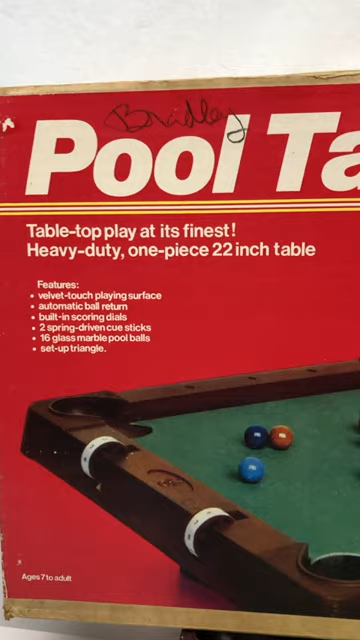 Bradley
Pool Ta
Table-top play at its finest!
Heavy-duty, one-piece 22 inch table
Features:
• velvet-touch playing surface
• automatic ball return
• built-in scoring dials
• 2 spring-driven cue sticks
• 16 glass marble pool balls
• set-up triangle.
Ages 7 to adult